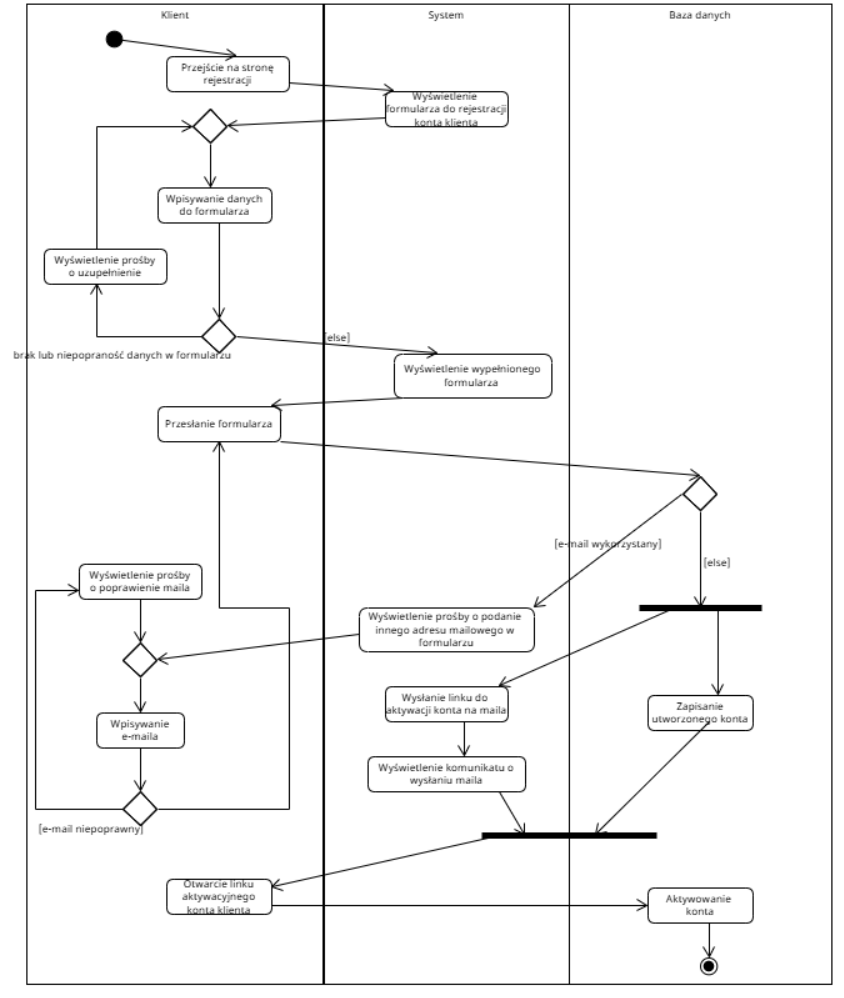 Klient
System
Baza danych
Przejście na stronę
rejestracji
Wyświetlenie
formularza do rejestracji
konta klienta
Wpisywanie danych
do formularza
Wyświetlenie prośby
o uzupełnienie
[else]
brak lub niepopraność danych w formularzu
Wyświetlenie wypełnionego
formularza
Przesłanie formularza
[e-mail wykorzystany]
[else]
Wyświetlenie prośby
o poprawienie maila
Wyświetlenie prośby o podanie
innego adresu mailowego w
formularzu
Wysłanie linku do
aktywacji konta na maila
Zapisanie
utworzonego konta
Wpisywanie
e-maila
Wyświetlenie komunikatu o
wysłaniu maila
[e-mail niepoprawny]
Otwarcie linku
aktywacyjnego
konta klienta
Aktywowanie
konta